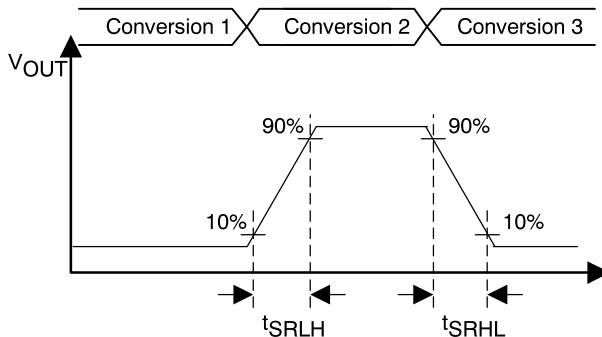 Conversion 1 Conversion 2 Conversion 3
VOUT
90% 90%
10% 10%
tSRLH tSRHL